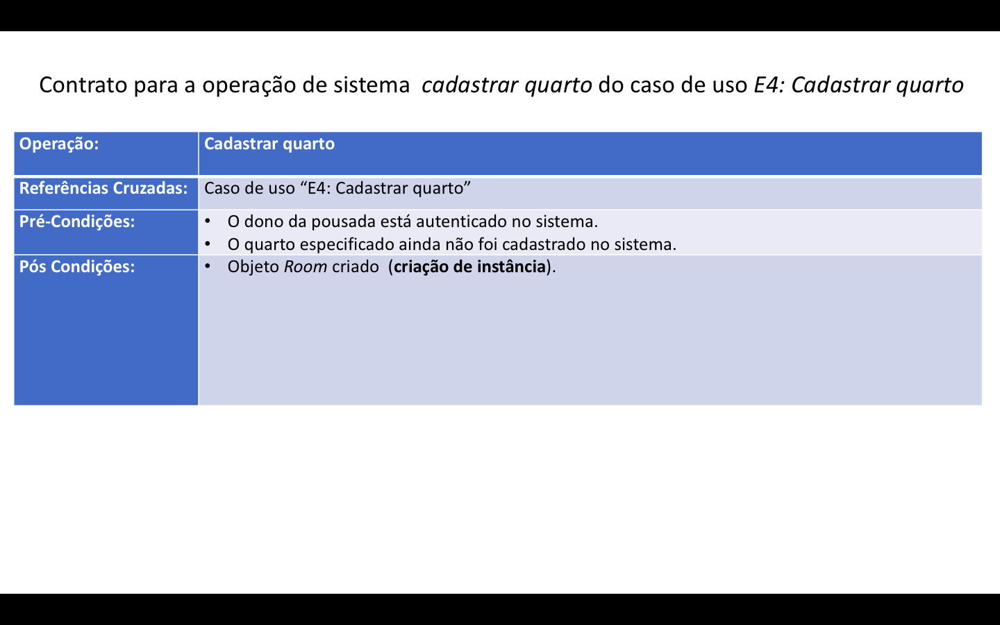 Contrato para a operação de sistema  cadastrar quarto do caso de uso E4: Cadastrar quarto
Operação:
Cadastrar quarto
Referências Cruzadas:
Caso de uso “E4: Cadastrar quarto”
Pré-Condições:
• O dono da pousada está autenticado no sistema.
• O quarto especificado ainda não foi cadastrado no sistema.
Pós Condições:
• Objeto Room criado  (criação de instância).